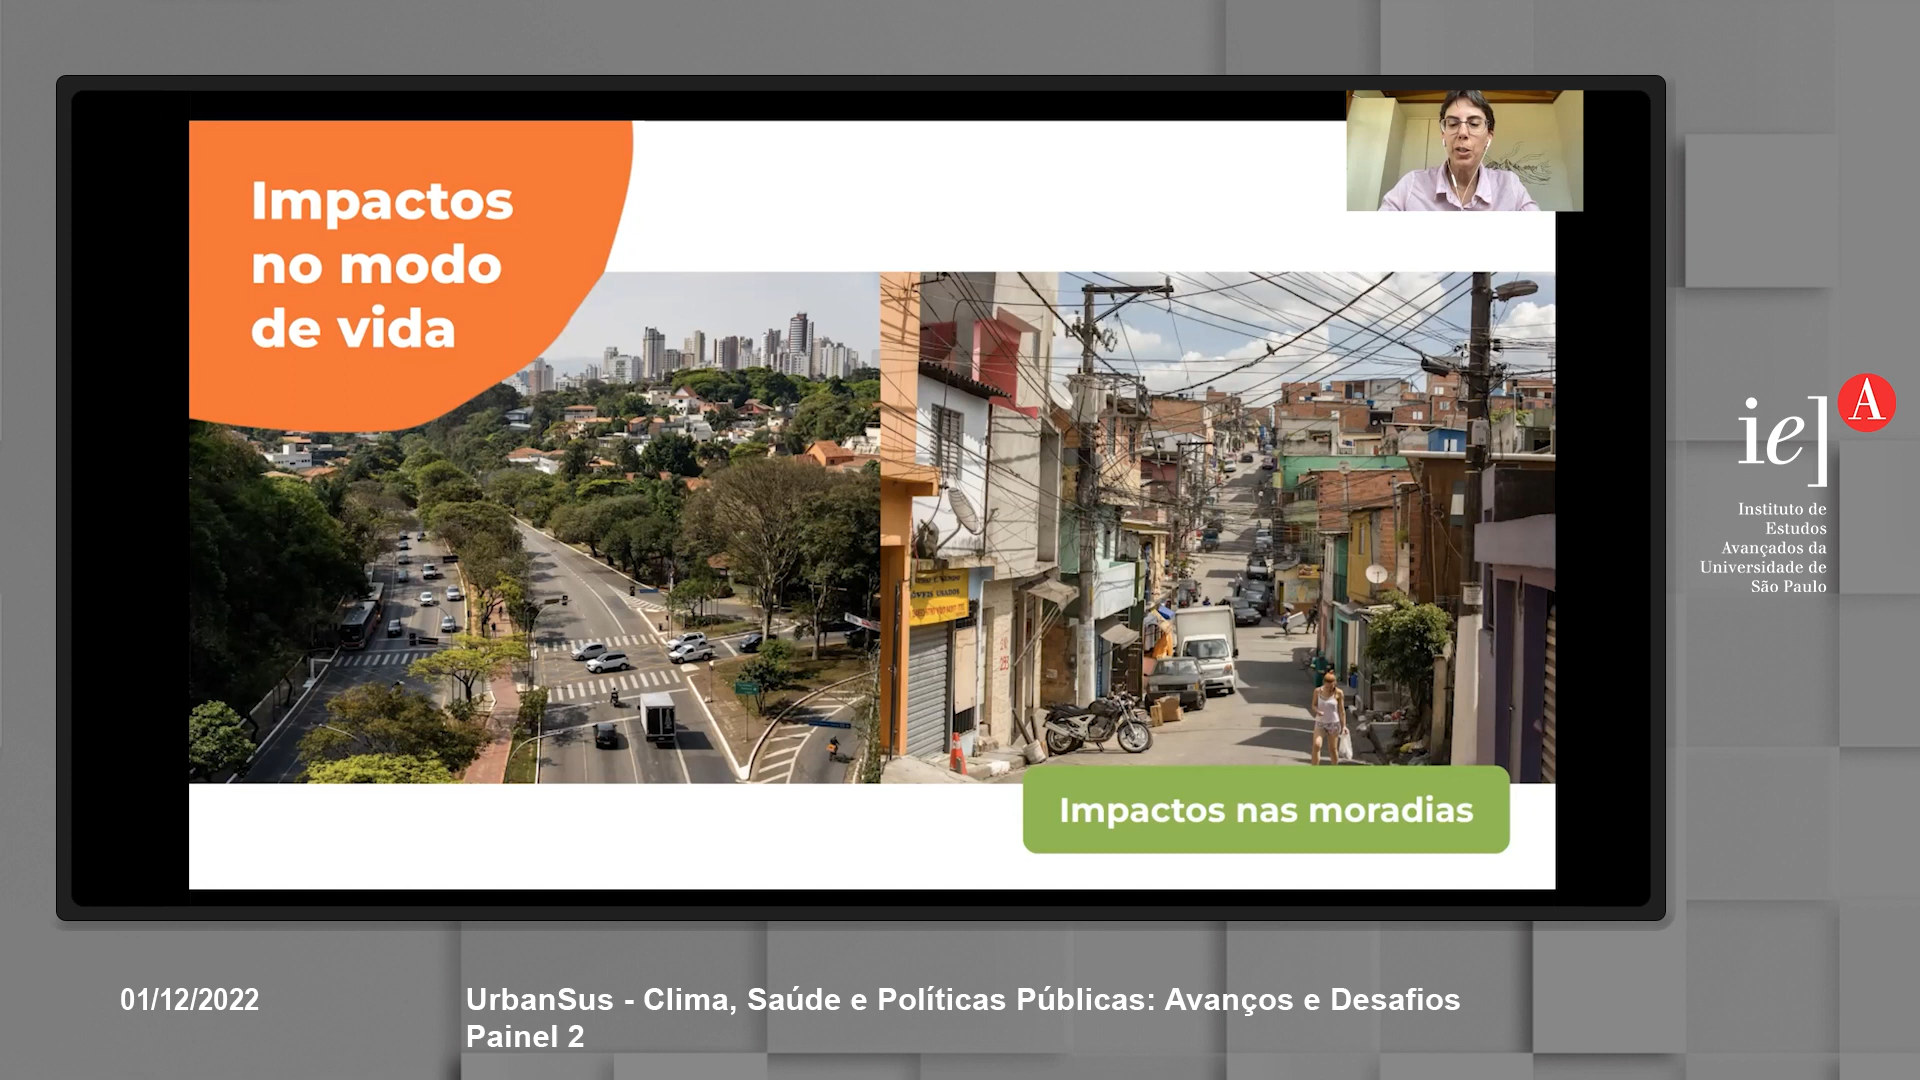 Impactos
no modo
de vida
Impactos nas moradias
ie]A
Instituto de
Estudos
Avançados da
Universidade de
São Paulo
01/12/2022
UrbanSus - Clima, Saúde e Políticas Públicas: Avanços e Desafios
Painel 2